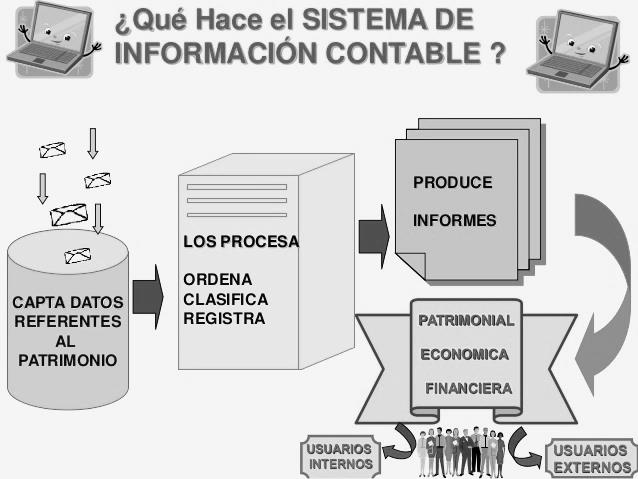 ¿Qué Hace el SISTEMA DE
INFORMACIÓN CONTABLE ?
CAPTA DATOS
REFERENTES
AL
PATRIMONIO
LOS PROCESA
ORDENA
CLASIFICA
REGISTRA
PRODUCE
INFORMES
PATRIMONIAL
ECONOMICA
FINANCIERA
USUARIOS
INTERNOS
USUARIOS
EXTERNOS